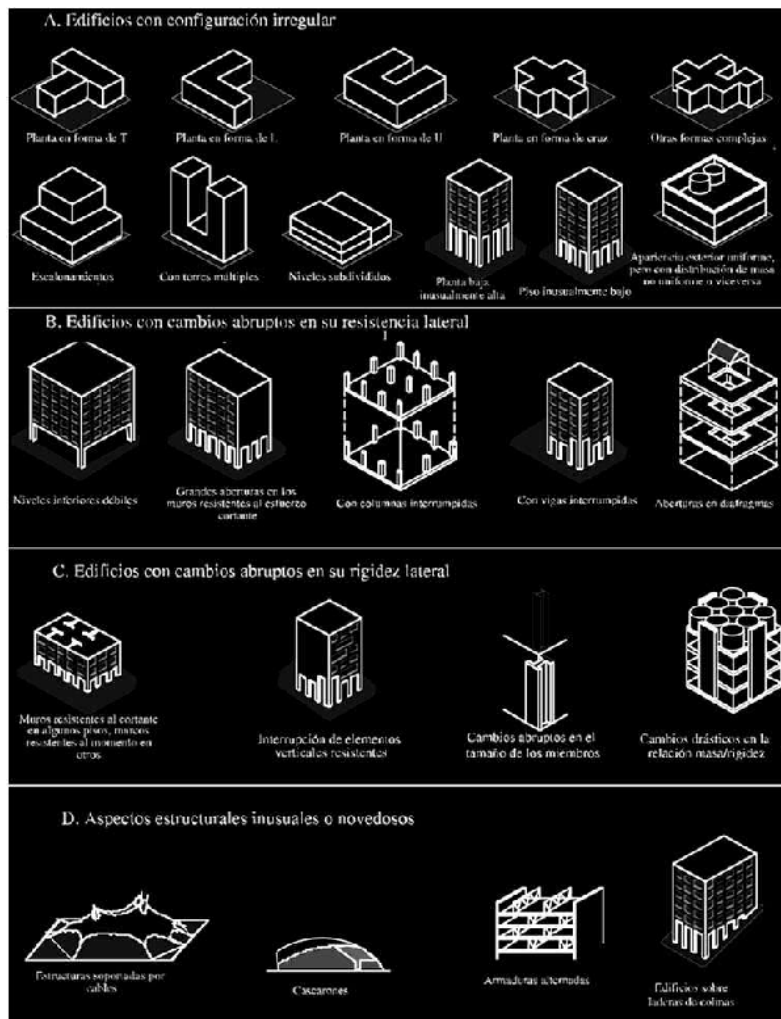 A. Edificios con configuración irregular
Planta en forma de T
Planta en forma de L
Planta en forma de U
Planta en forma de cruz
Otras formas complejas
Escalonamientos
Con torres múltiples
Niveles subdivididos
Planta baja
inusualmente alta
Piso inusualmente bajo
Apariencia exterior uniforme,
pero con distribución de masa
no uniforme o viceversa
B. Edificios con cambios abruptos en su resistencia lateral
Niveles inferiores débiles
Grandes aberturas en los
muros resistentes al esfuerzo
cortante
Con columnas interrumpidas
Con vigas interrumpidas
Aberturas en diafragmas
C. Edificios con cambios abruptos en su rigidez lateral
Muros resistentes al cortante
en algunos pisos, marcos
resistentes al momento en
otros
Interrupción de elementos
verticales resistentes
Cambios abruptos en el
tamaño de los miembros
Cambios drásticos en la
relación masa/rigidez
D. Aspectos estructurales inusuales o novedosos
Estructuras soportadas por
cables
Cascarones
Armaduras alternadas
Edificios sobre
laderas de colinas